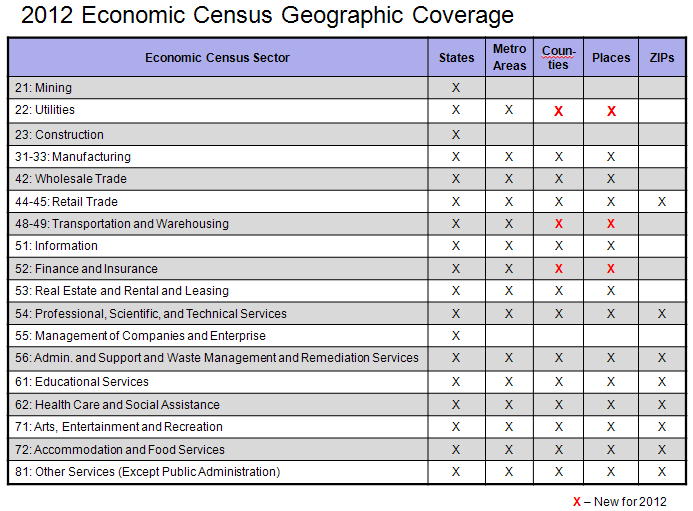 2012 Economic Census Geographic Coverage
Economic Census Sector States Metro Areas Coun-ties Places ZIPs
21: Mining X
22: Utilities X X X X
23: Construction X
31-33: Manufacturing X X X X
42: Wholesale Trade X X X X
44-45: Retail Trade X X X X X
48-49: Transportation and Warehousing X X X X
51: Information X X X X
52: Finance and Insurance X X X X
53: Real Estate and Rental and Leasing X X X X
54: Professional, Scientific, and Technical Services X X X X X
55: Management of Companies and Enterprise X
56: Admin. and Support and Waste Management and Remediation Services X X X X X
61: Educational Services X X X X X
62: Health Care and Social Assistance X X X X X
71: Arts, Entertainment and Recreation X X X X X
72: Accommodation and Food Services X X X X X
81: Other Services (Except Public Administration) X X X X X
X – New for 2012